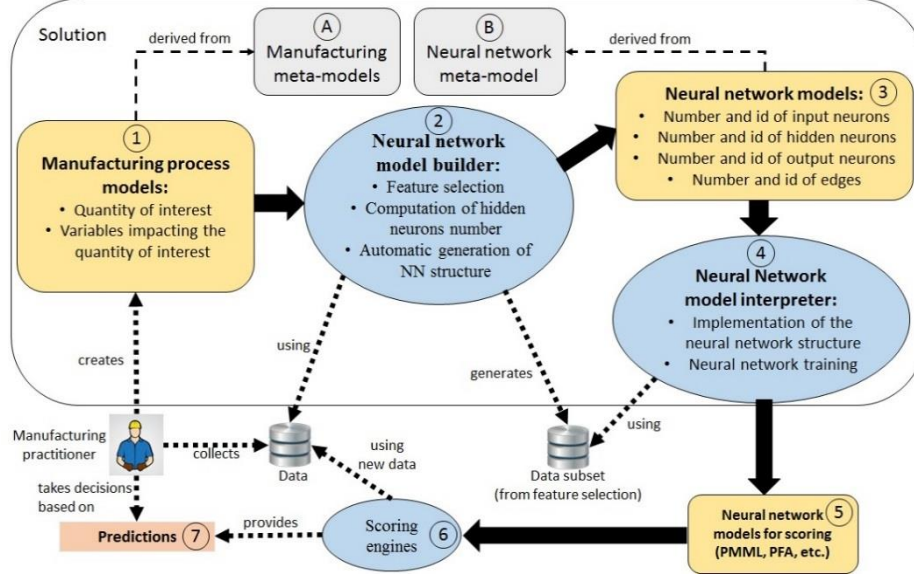 Solution
derived from
A
Manufacturing
meta-models
B
Neural network
meta-model
derived from
1
Manufacturing process
models:
• Quantity of interest
• Variables impacting the
quantity of interest
2
Neural network
model builder:
• Feature selection
• Computation of hidden
neurons number
• Automatic generation of
NN structure
Neural network models: 3
• Number and id of input neurons
• Number and id of hidden neurons
• Number and id of output neurons
• Number and id of edges
4
Neural Network
model interpreter:
• Implementation of the
neural network structure
• Neural network training
creates
using
generates
using
Manufacturing
practitioner
collects
Data
using
new data
Data subset
(from feature selection)
takes decisions
based on
Predictions 7
provides
Scoring
engines
6
Neural network
models for scoring
(PMML, PFA, etc.)
5